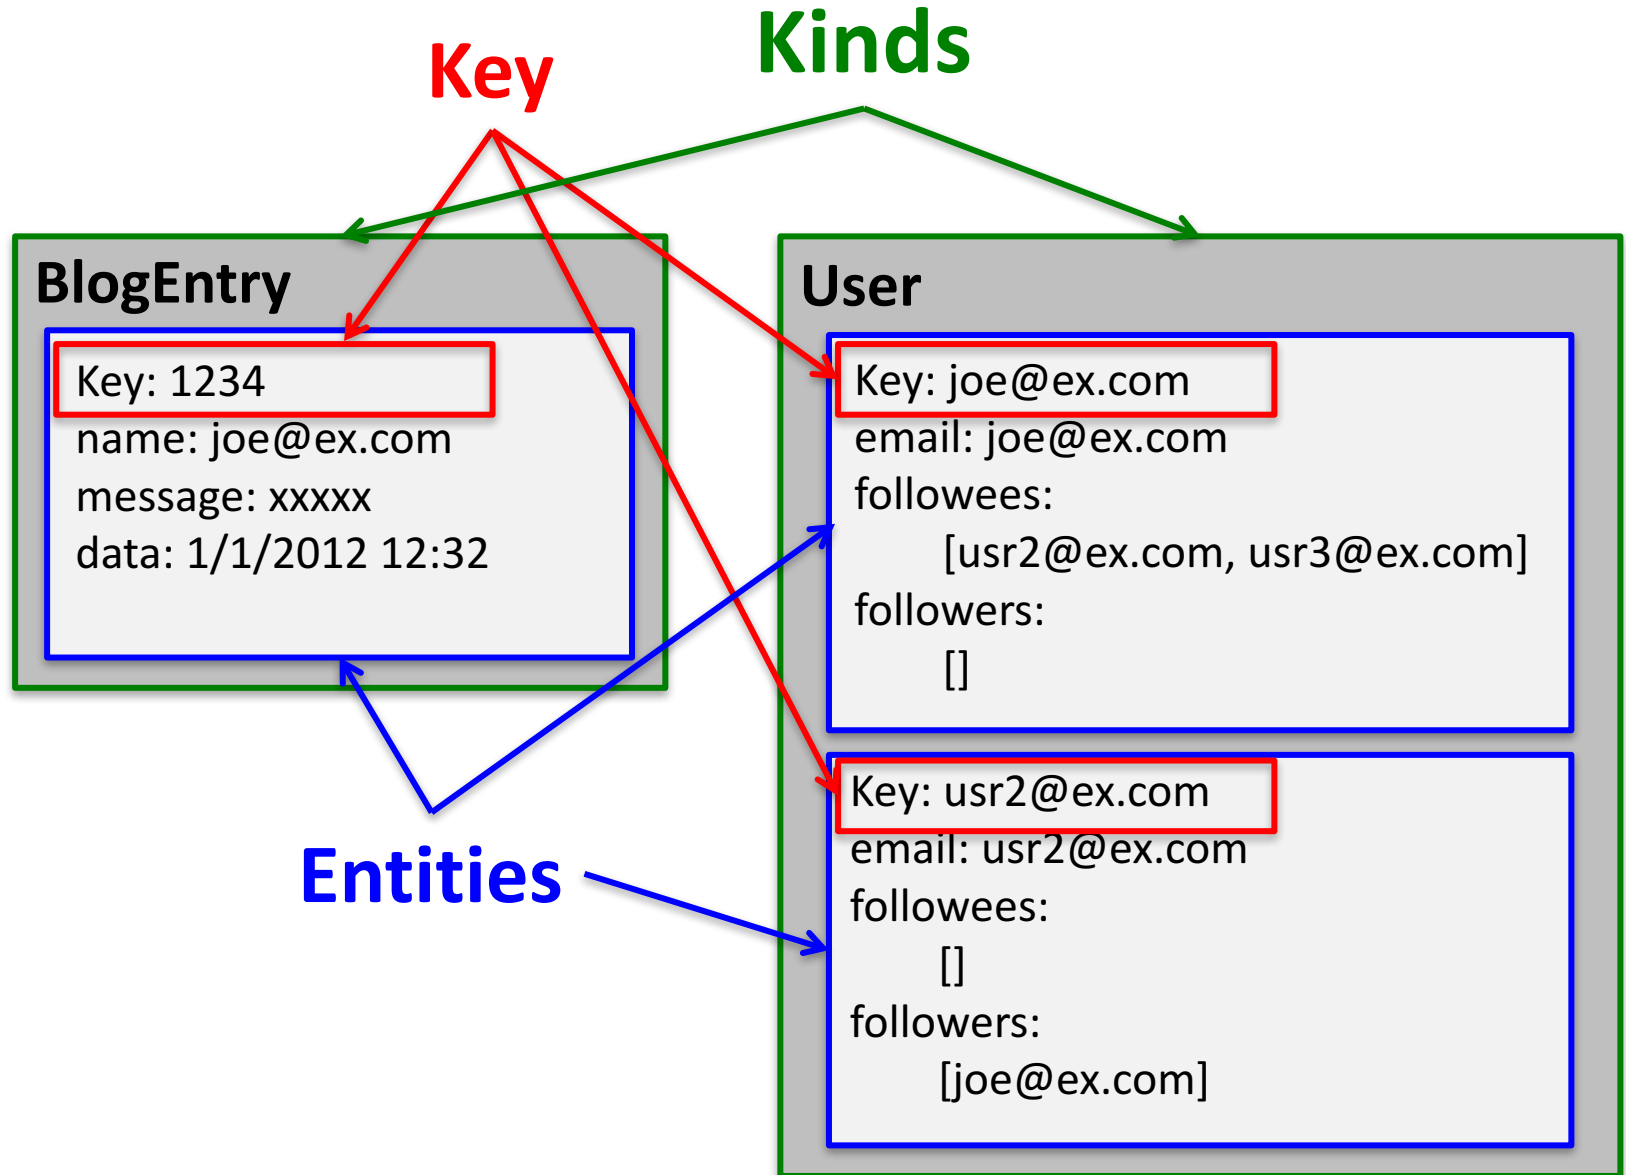 Kinds
Key
BlogEntry
Key: 1234
name: joe@ex.com
message: xxxxx
data: 1/1/2012 12:32
User
Key: joe@ex.com
email: joe@ex.com
followees:
[usr2@ex.com, usr3@ex.com]
followers:
[]
Key: usr2@ex.com
email: usr2@ex.com
followees:
[]
followers:
[joe@ex.com]
Entities